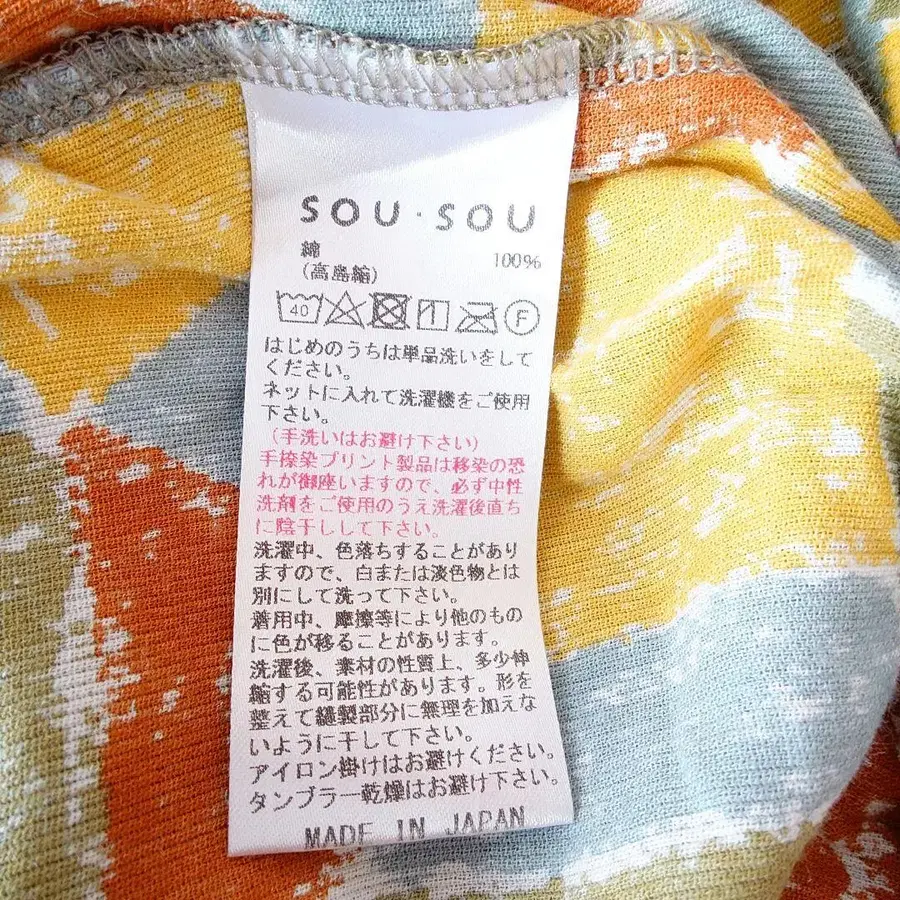 SOU・SOU
綿 100%
(高島縮)
40 F
はじめのうちは単品洗いをして
ください。
ネットに入れて洗濯機をご使用
下さい。
(手洗いはお避け下さい)
手捺染プリント製品は移染の恐
れが御座いますので、必ず中性
洗剤をご使用のうえ洗濯後直ち
に陰干しして下さい。
洗濯中、色落ちすることがあり
ますので、白または淡色物とは
別にして洗って下さい。
着用中、摩擦等により他のもの
に色が移ることがあります。
洗濯後、素材の性質上、多少伸
縮する可能性があります。形を
整えて縫製部分に無理を加えな
いように干して下さい。
アイロン掛けはお避けください。
タンブラー乾燥はお避け下さい。
MADE IN JAPAN